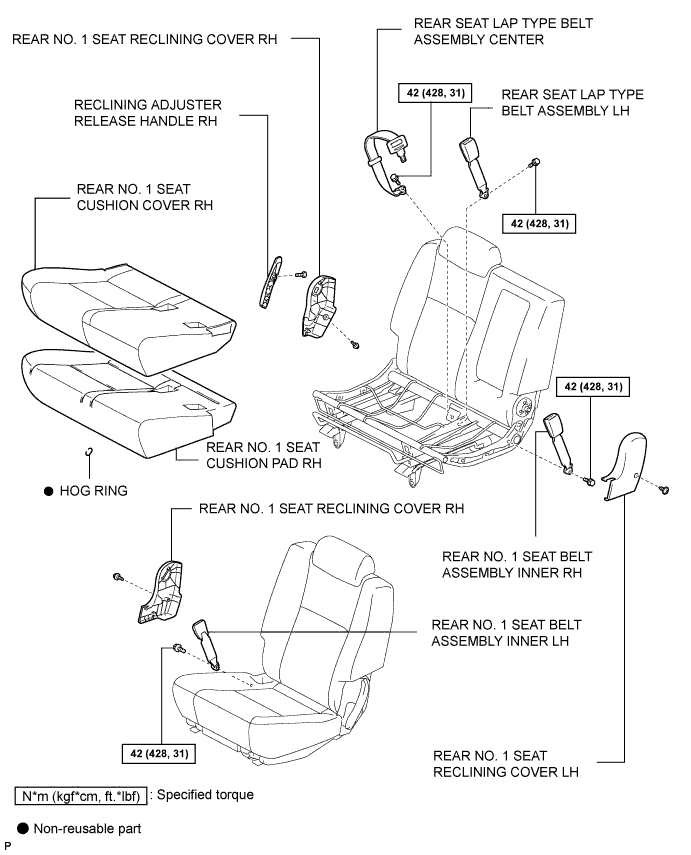 REAR SEAT LAP TYPE BELT
ASSEMBLY CENTER
REAR NO. 1 SEAT RECLINING COVER RH
42 (428, 31)
REAR SEAT LAP TYPE
BELT ASSEMBLY LH
RECLINING ADJUSTER
RELEASE HANDLE RH
REAR NO. 1 SEAT
CUSHION COVER RH
42 (428, 31)
42 (428, 31)
REAR NO. 1 SEAT
CUSHION PAD RH
● HOG RING
REAR NO. 1 SEAT RECLINING COVER RH
REAR NO. 1 SEAT BELT
ASSEMBLY INNER RH
REAR NO. 1 SEAT BELT
ASSEMBLY INNER LH
42 (428, 31)
REAR NO. 1 SEAT
RECLINING COVER LH
N*m (kgf*cm, ft.*lbf) : Specified torque
● Non-reusable part
P